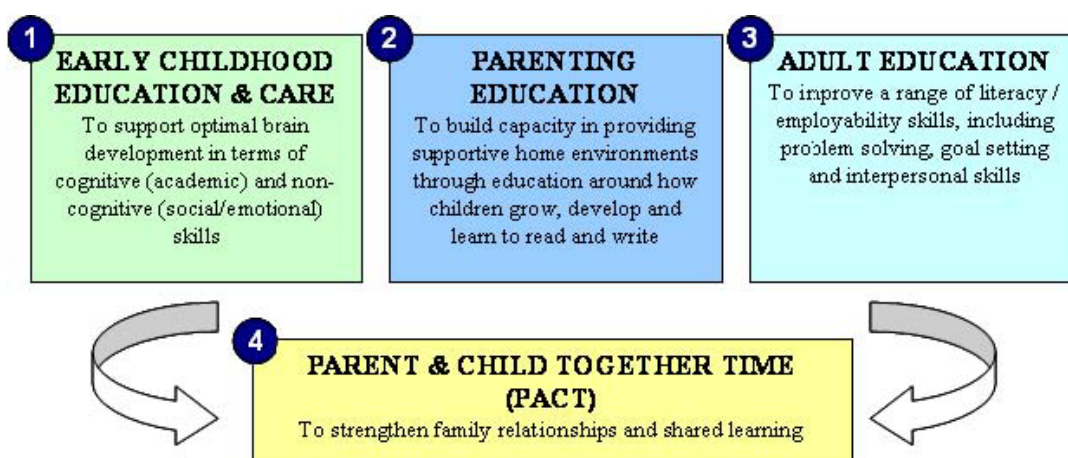 1
EARLY CHILDHOOD
EDUCATION & CARE
To support optimal brain
development in terms of
cognitive (academic) and non-
cognitive (social/emotional)
skills
2
PARENTING
EDUCATION
To build capacity in providing
supportive home environments
through education around how
children grow, develop and
learn to read and write
3
ADULT EDUCATION
To improve a range of literacy /
employability skills, including
problem solving, goal setting
and interpersonal skills
4
PARENT & CHILD TOGETHER TIME
(PACT)
To strengthen family relationships and shared learning